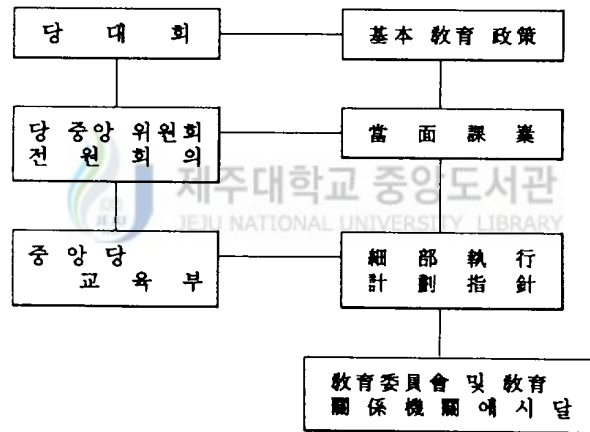 당 대 회
基本 敎育 政策
당 중앙 위원회
전 원 회 의
當 面 課 業
제주대학교 중앙도서관
JEJU NATIONAL UNIVERSITY LIBRARY
JEJU
중 앙 당
교 육 부
細 部 執 行
計 劃 指 針
敎育委員會 및 敎育
關 係 機 關 에 시 달